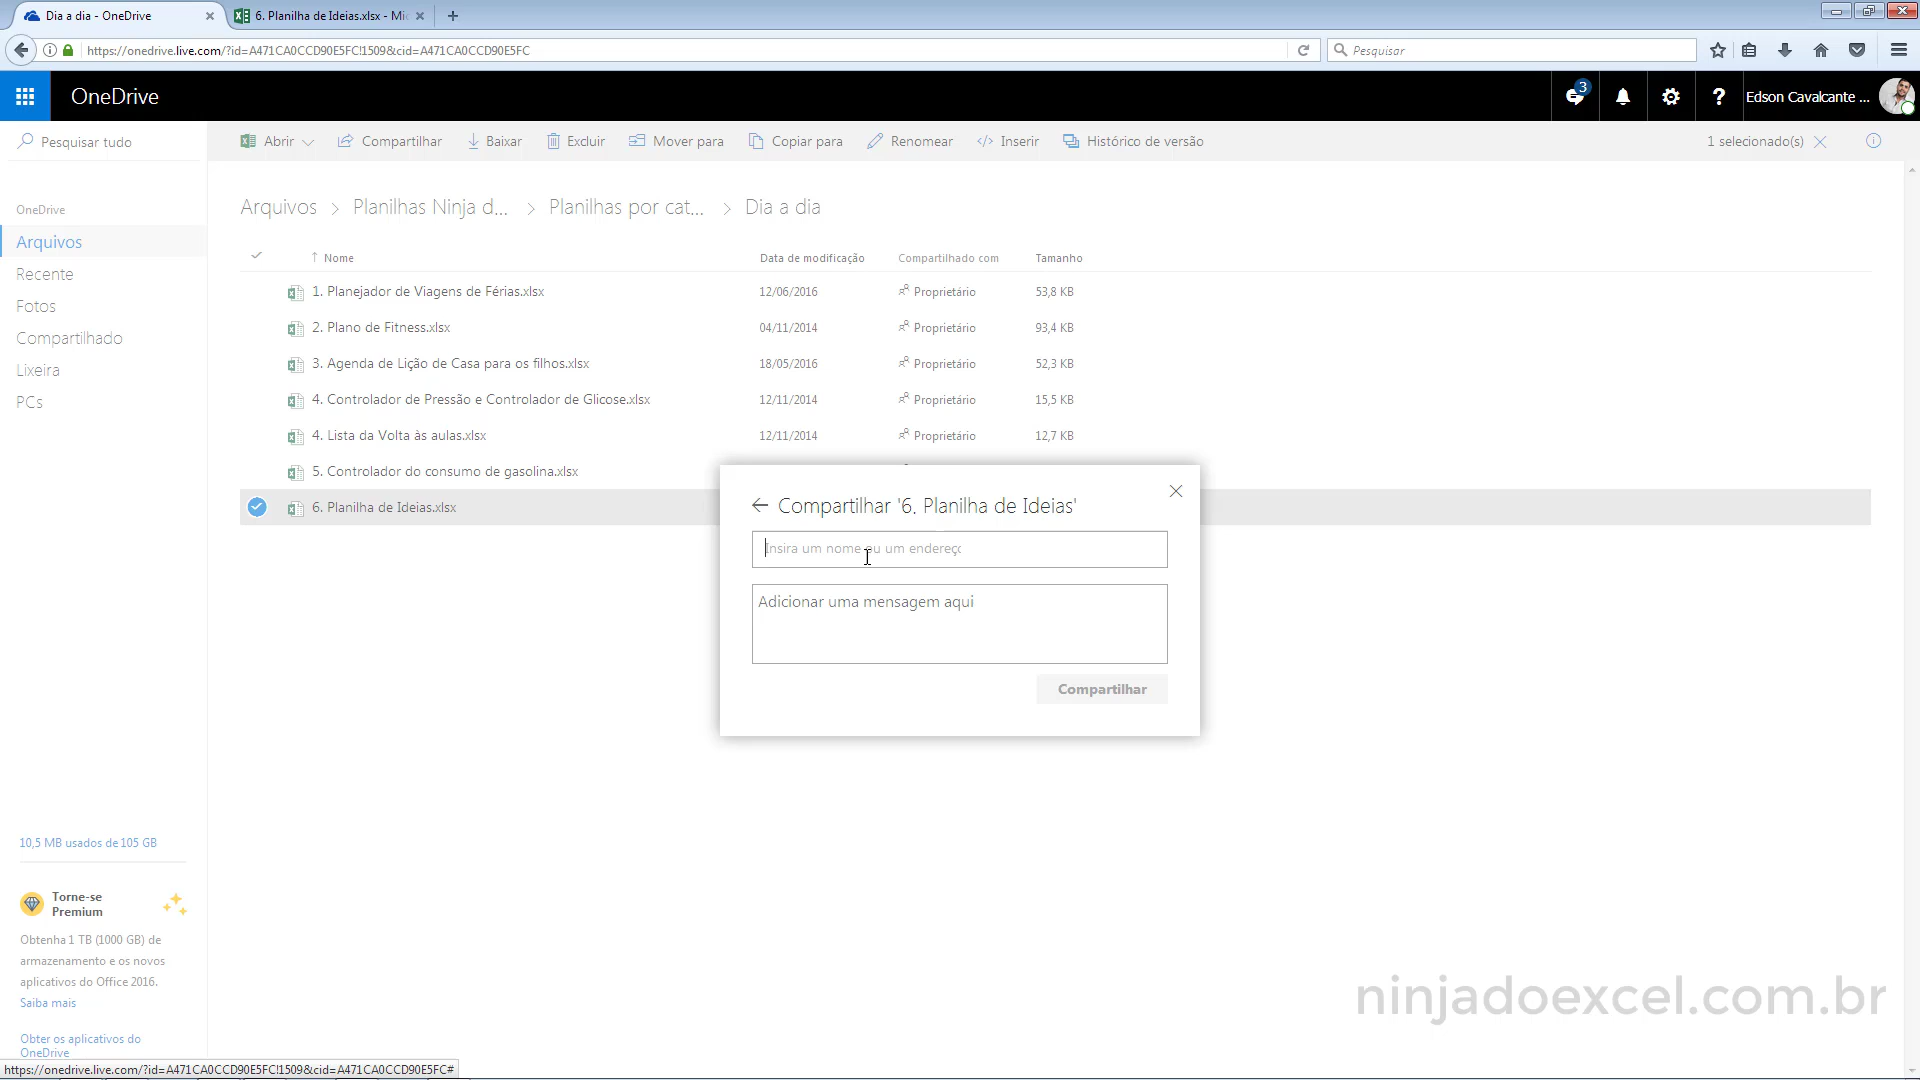 Dia a dia - OneDrive
6. Planilha de Ideias.xlsx - Mi
https://onedrive.live.com/?id=A471CA0CCD90E5FC!1509&cid=A471CA0CCD90E5FC
Pesquisar
OneDrive
3
Edson Cavalcante ...
Pesquisar tudo
Abrir
Compartilhar
Baixar
Excluir
Mover para
Copiar para
Renomear
Inserir
Histórico de versão
1 selecionado(s)
OneDrive
Arquivos
Recente
Fotos
Compartilhado
Lixeira
PCs
Arquivos > Planilhas Ninja d... > Planilhas por cat... > Dia a dia
Nome Data de modificação Compartilhado com Tamanho
1. Planejador de Viagens de Férias.xlsx 12/06/2016 Proprietário 53,8 KB
2. Plano de Fitness.xlsx 04/11/2014 Proprietário 93,4 KB
3. Agenda de Lição de Casa para os filhos.xlsx 18/05/2016 Proprietário 52,3 KB
4. Controlador de Pressão e Controlador de Glicose.xlsx 12/11/2014 Proprietário 15,5 KB
4. Lista da Volta às aulas.xlsx 12/11/2014 Proprietário 12,7 KB
5. Controlador do consumo de gasolina.xlsx
6. Planilha de Ideias.xlsx
Compartilhar '6. Planilha de Ideias'
Insira um nome ou um endereço
Adicionar uma mensagem aqui
Compartilhar
10,5 MB usados de 105 GB
Torne-se
Premium
Obtenha 1 TB (1000 GB) de
armazenamento e os novos
aplicativos do Office 2016.
Saiba mais
Obter os aplicativos do
OneDrive
https://onedrive.live.com/?id=A471CA0CCD90E5FC!1509&cid=A471CA0CCD90E5FC#
ninjadoexcel.com.br